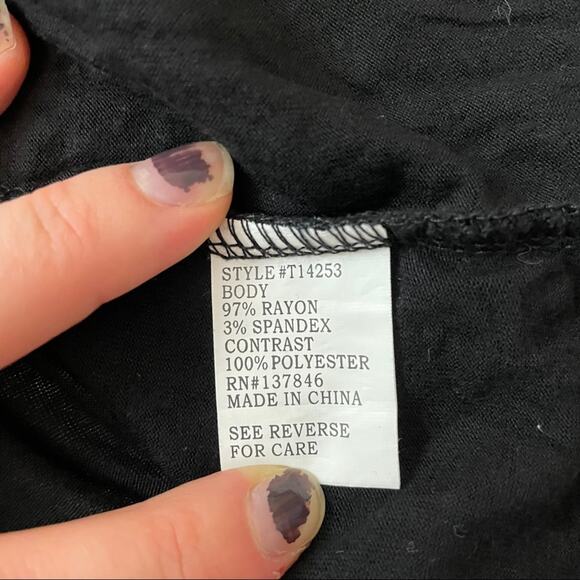 STYLE #T14253
BODY
97% RAYON
3% SPANDEX
CONTRAST
100% POLYESTER
RN#137846
MADE IN CHINA
SEE REVERSE
FOR CARE